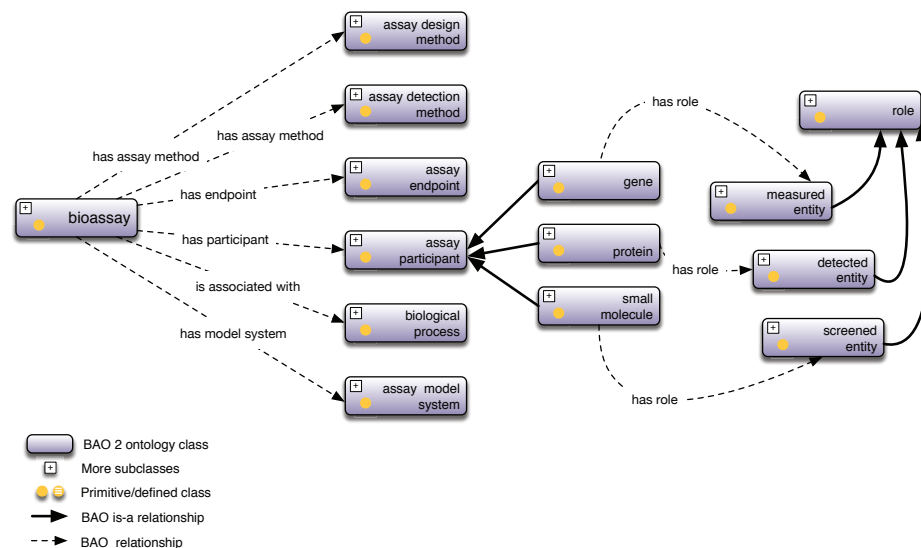 assay design
method
assay detection
method
has role
role
has assay method
has assay method
assay
endpoint
gene
measured
entity
has endpoint
bioassay
has participant
assay
participant
protein
has role
detected
entity
is associated with
small
molecule
biological
process
screened
entity
has model system
assay model
system
has role
BAO 2 ontology class
More subclasses
Primitive/defined class
BAO is-a relationship
BAO relationship